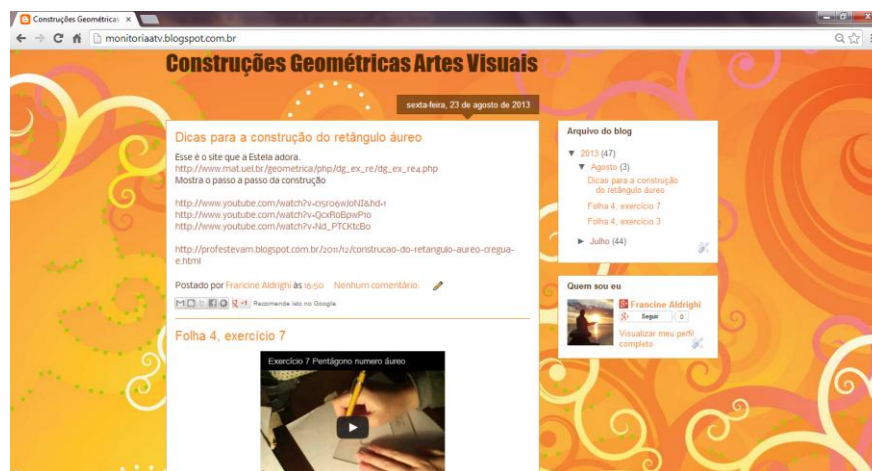 Construções Geométricas
monitoriaatv.blogspot.com.br
Construções Geométricas Artes Visuais
sexta-feira, 23 de agosto de 2013
Dicas para a construção do retângulo áureo
Esse é o site que a Estela adora.
http://www.mat.uel.br/geometrica/php/dg_ex_re/dg_ex_re4.php
Mostra o passo a passo da construção
http://www.youtube.com/watch?v=05r06wJoNI&hd=1
http://www.youtube.com/watch?v=QcxRoBpwP10
http://www.youtube.com/watch?v=Nd_PTCKtcBo
http://profestevam.blogspot.com.br/2011/12/construcao-do-retangulo-aureo-cregua-
e.html
Postado por Francine Aldrighi às 16:50 Nenhum comentário:
+1 Recomende isto no Google
Folha 4, exercício 7
Exercício 7 Pentágono numero áureo
Arquivo do blog
▼ 2013 (47)
▼ Agosto (3)
Dicas para a construção
do retângulo áureo
Folha 4, exercício 7
Folha 4, exercício 3
► Julho (44)
Quem sou eu
Francine Aldrighi
Seguir 0
Visualizar meu perfil
completo